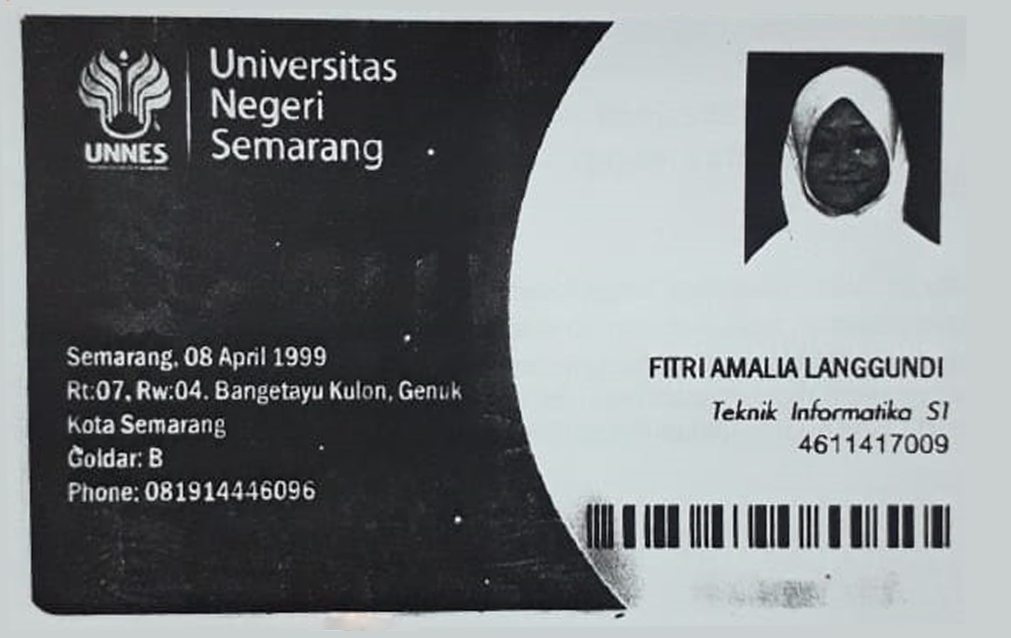 UNNES
Universitas
Negeri
Semarang
Semarang, 08 April 1999
Rt:07, Rw:04. Bangetayu Kulon, Genuk
Kota Semarang
Goldar: B
Phone: 081914446096
FITRI AMALIA LANGGUNDI
Teknik Informatika S1
4611417009